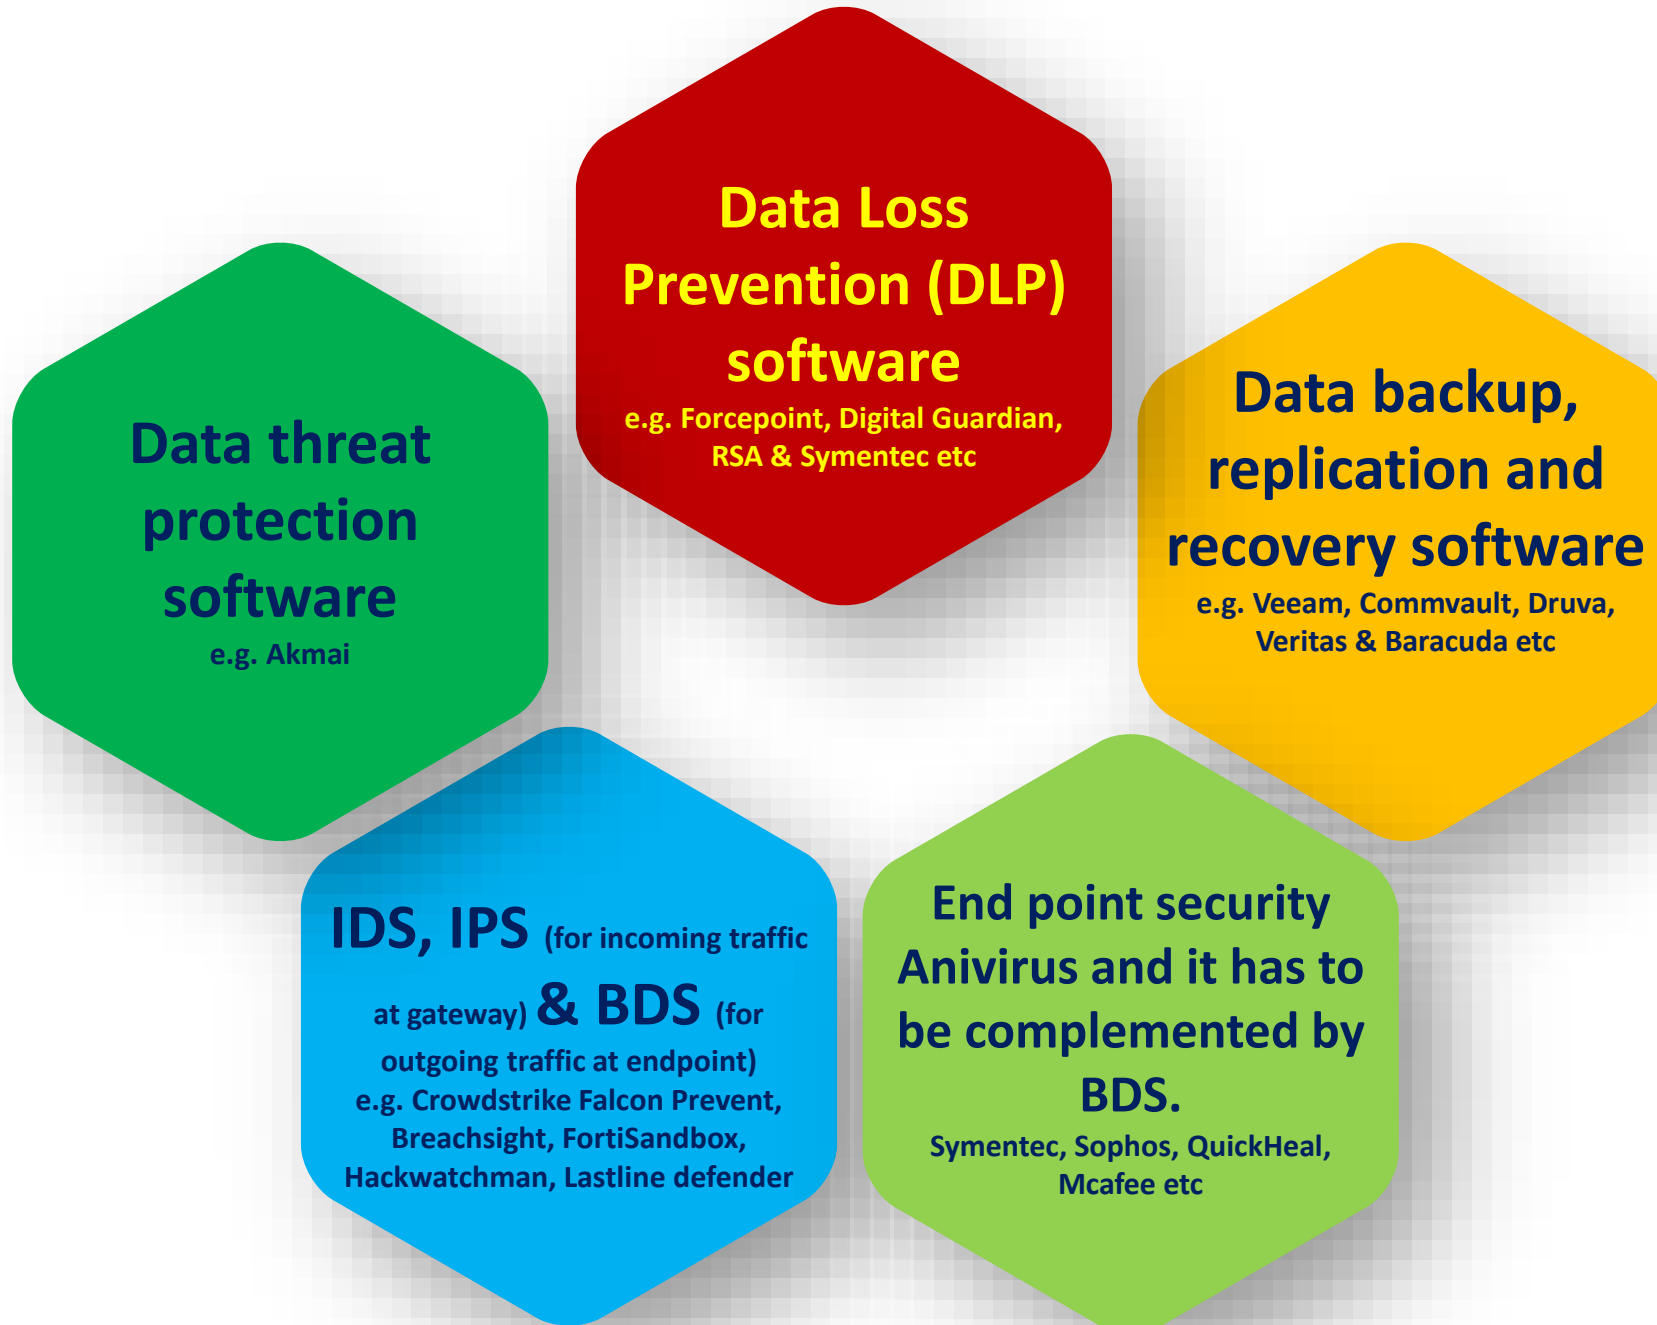 Data Loss
Prevention (DLP)
software
e.g. Forcepoint, Digital Guardian,
RSA & Symentec etc
Data threat
protection
software
e.g. Akmai
Data backup,
replication and
recovery software
e.g. Veeam, Commvault, Druva,
Veritas & Baracuda etc
IDS, IPS (for incoming traffic
at gateway) & BDS (for
outgoing traffic at endpoint)
e.g. Crowdstrike Falcon Prevent,
Breachsight, FortiSandbox,
Hackwatchman, Lastline defender
End point security
Anivirus and it has to
be complemented by
BDS.
Symentec, Sophos, QuickHeal,
Mcafee etc